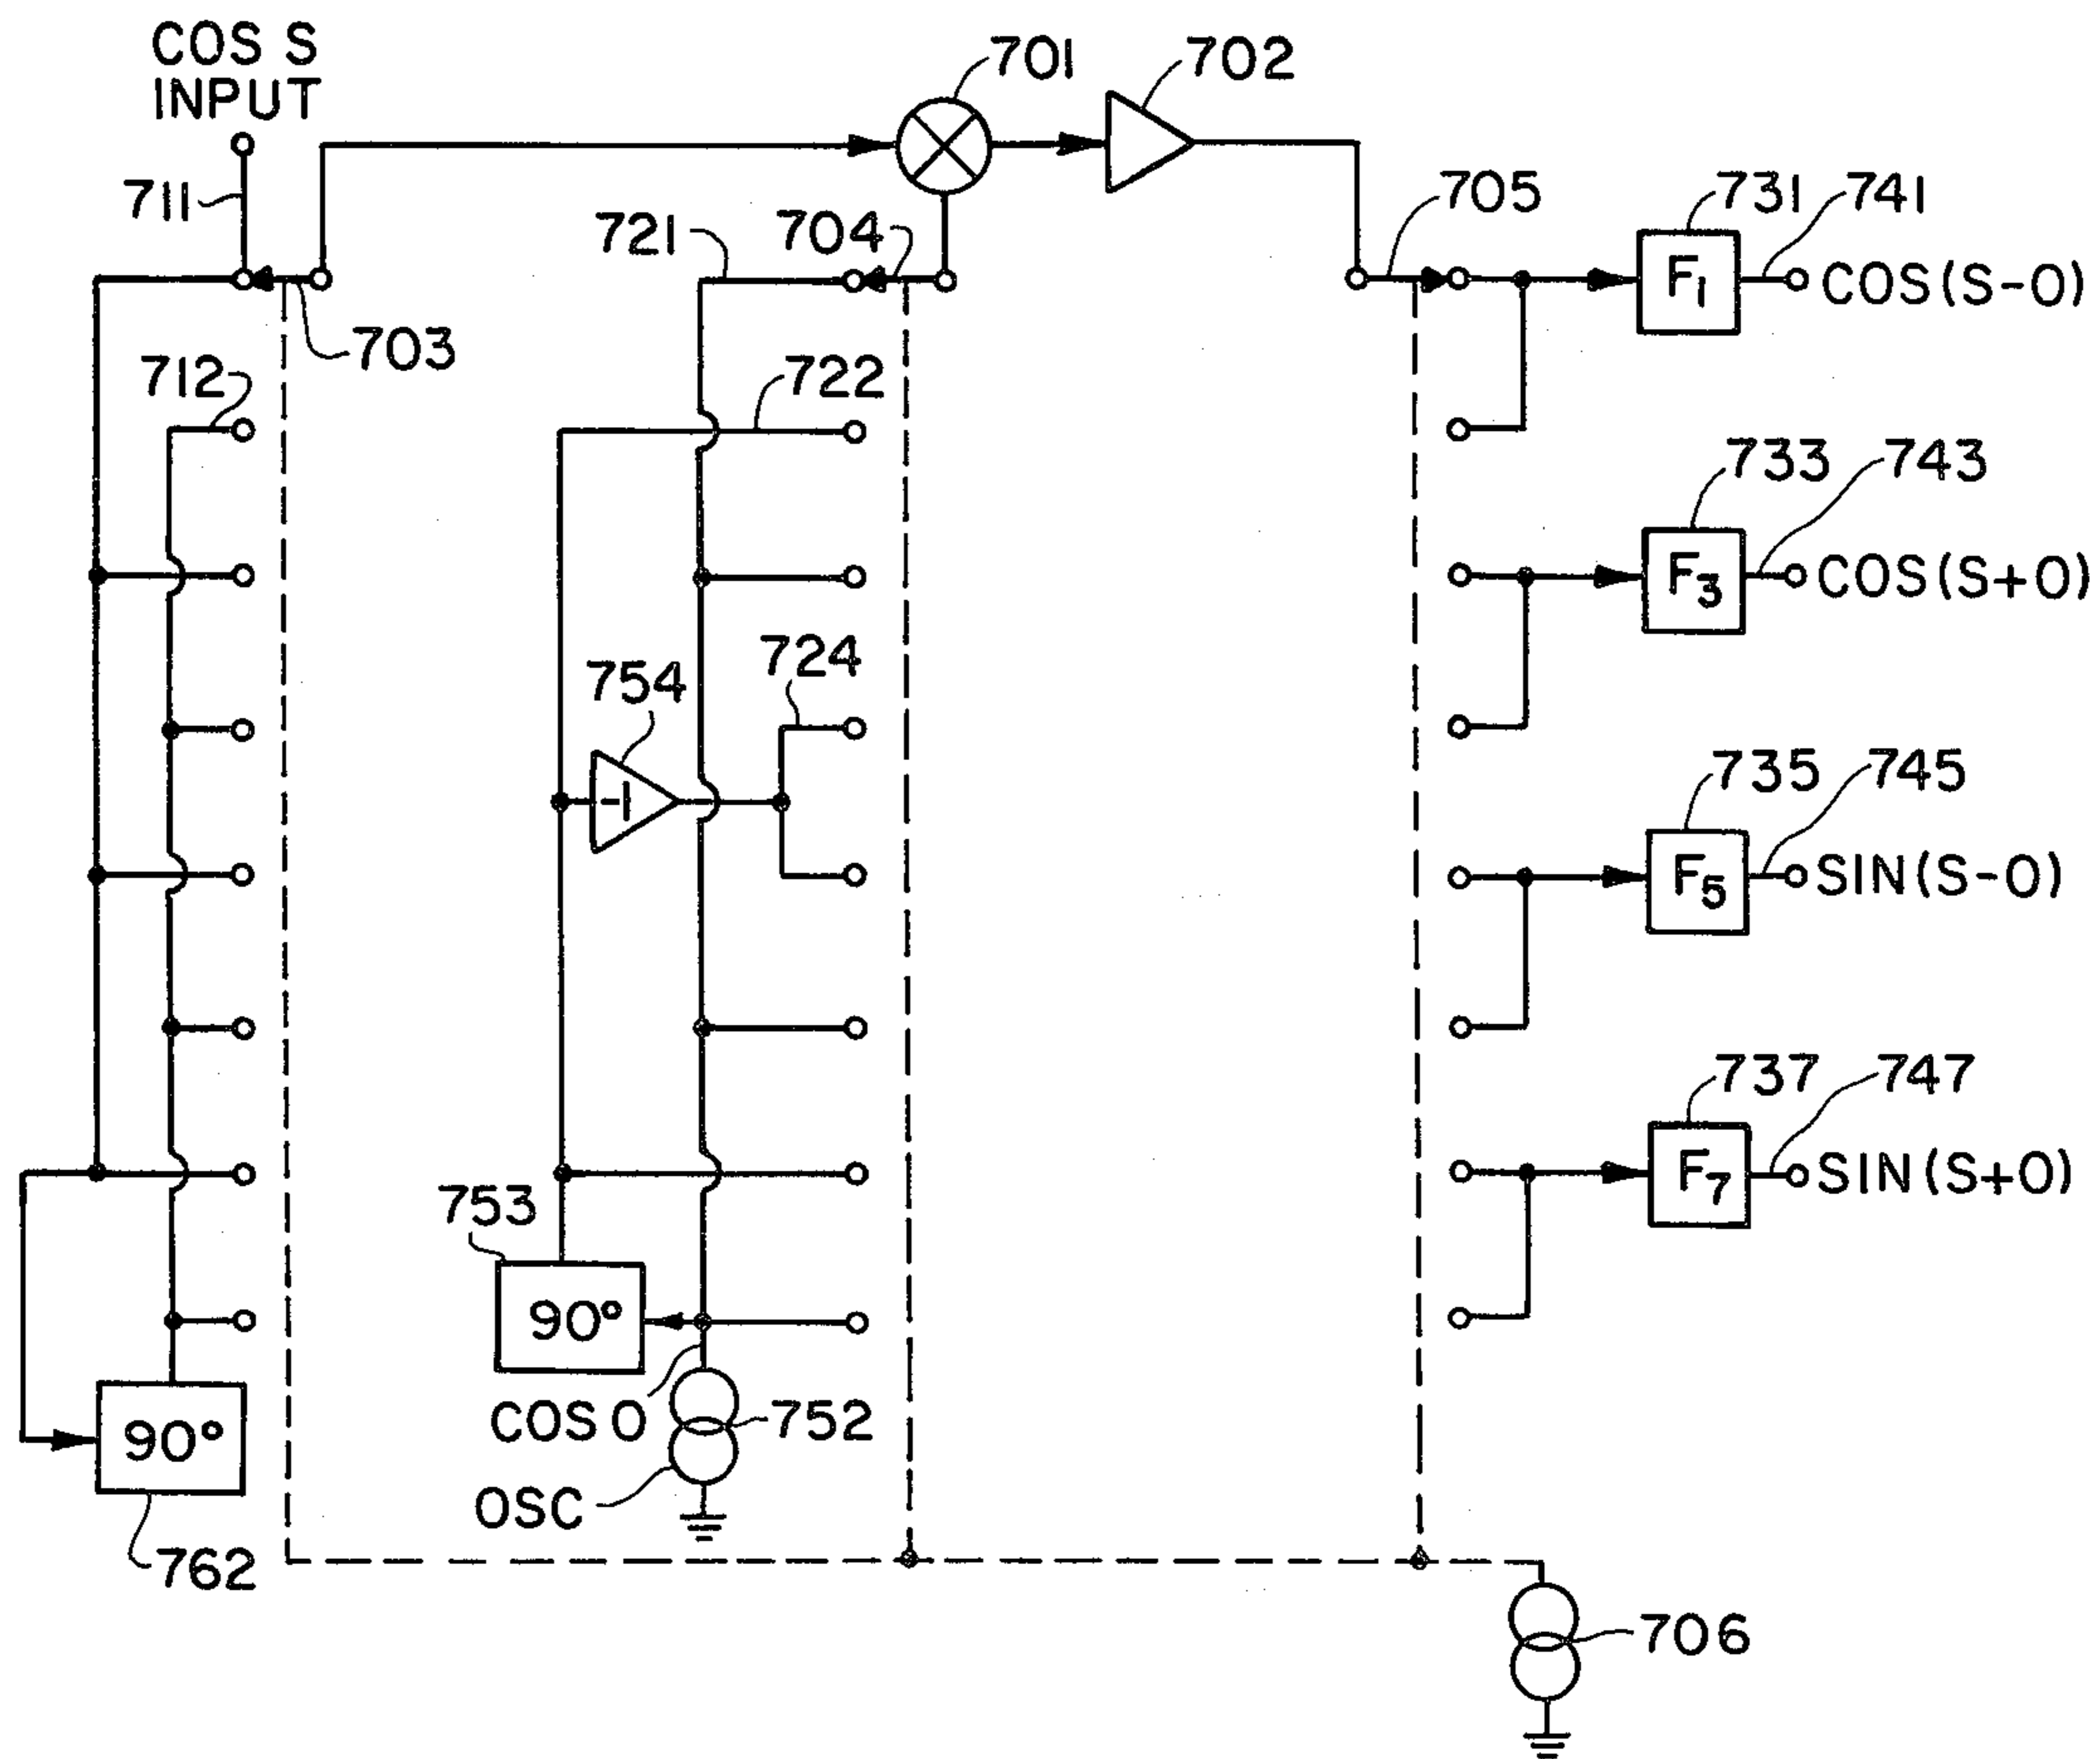 COS S
INPUT
701
702
711
721
704
705
731
741
F1
COS(S-O)
703
712
722
733
743
F3
COS(S+O)
754
724
-1
735
745
F5
SIN(S-O)
737
747
F7
SIN(S+O)
753
90°
COS O
752
90°
OSC
762
706